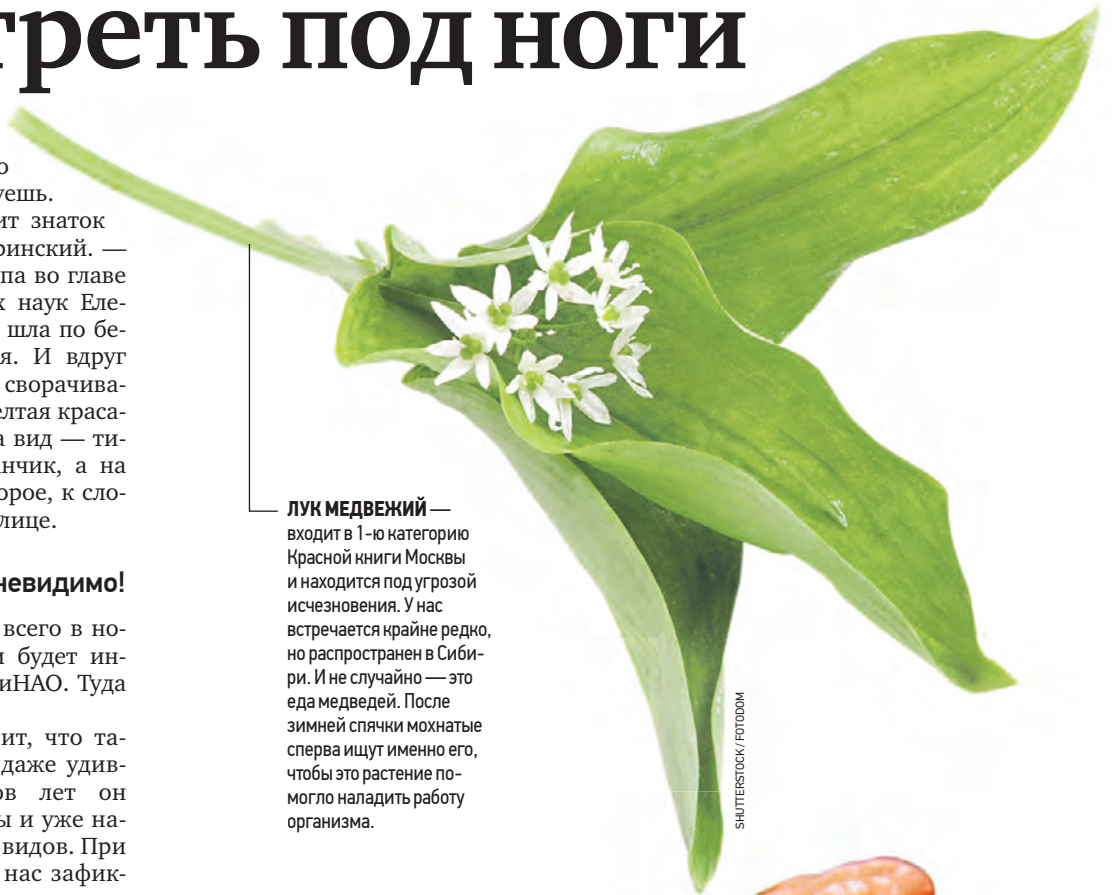 треть под ноги
о
уешь.
ит знаток
ринский. —
па во главе
х наук Еле-
шла по бе-
я. И вдруг
сворачива-
елтая краса-
а вид — ти-
нчик, а на
орое, к сло-
лице.
невидимо!
всего в но-
и будет ин-
иНАО. Туда
ит, что та-
даже удив-
ов лет он
ы и уже на-
видов. При
нас зафик-
ЛУК МЕДВЕЖИЙ —
входит в 1-ю категорию
Красной книги Москвы
и находится под угрозой
исчезновения. У нас
встречается крайне редко,
но распространен в Сиби-
ри. И не случайно — это
еда медведей. После
зимней спячки мохнатые
сперва ищут именно его,
чтобы это растение по-
могло наладить работу
организма.
SHUTTERSTOCK / FOTODOM